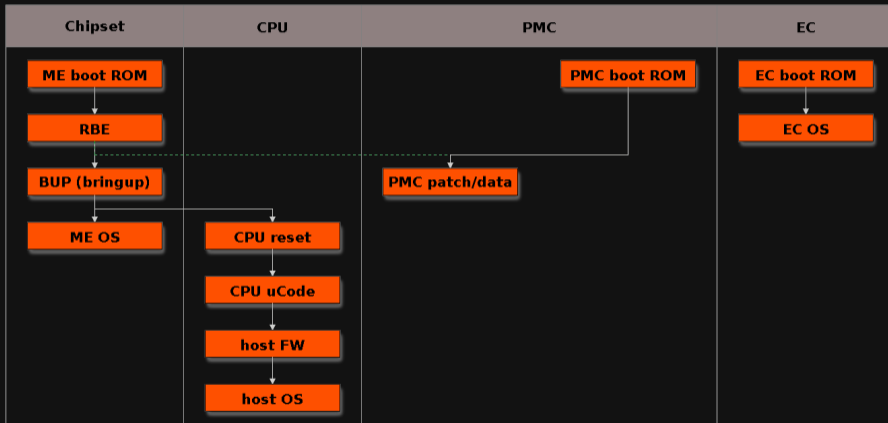 Chipset
CPU
PMC
EC
ME boot ROM
PMC boot ROM
EC boot ROM
RBE
EC OS
BUP (bringup)
PMC patch/data
ME OS
CPU reset
CPU uCode
host FW
host OS